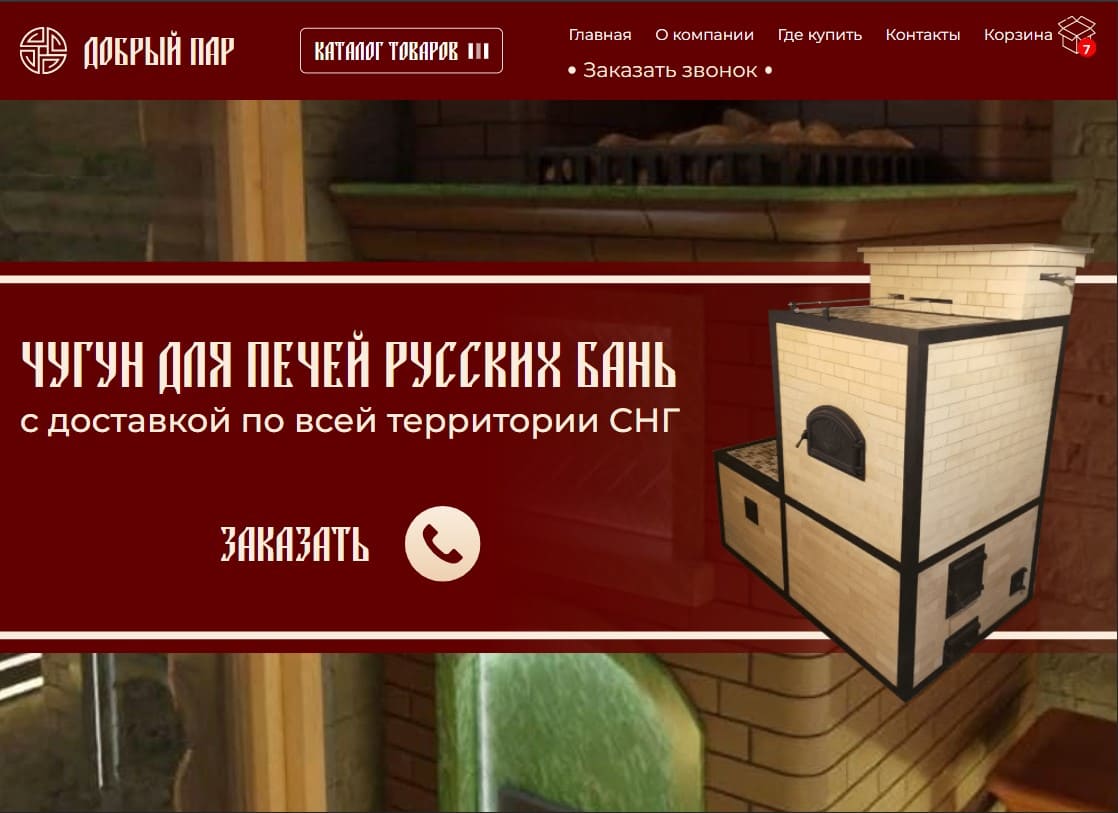 ДОБРЫЙ ПАР
КАТАЛОГ ТОВАРОВ
Главная О компании Где купить Контакты Корзина 7
• Заказать звонок •
ЧУГУН ДЛЯ ПЕЧЕЙ РУССКИХ БАНЬ
с доставкой по всей территории СНГ
ЗАКАЗАТЬ